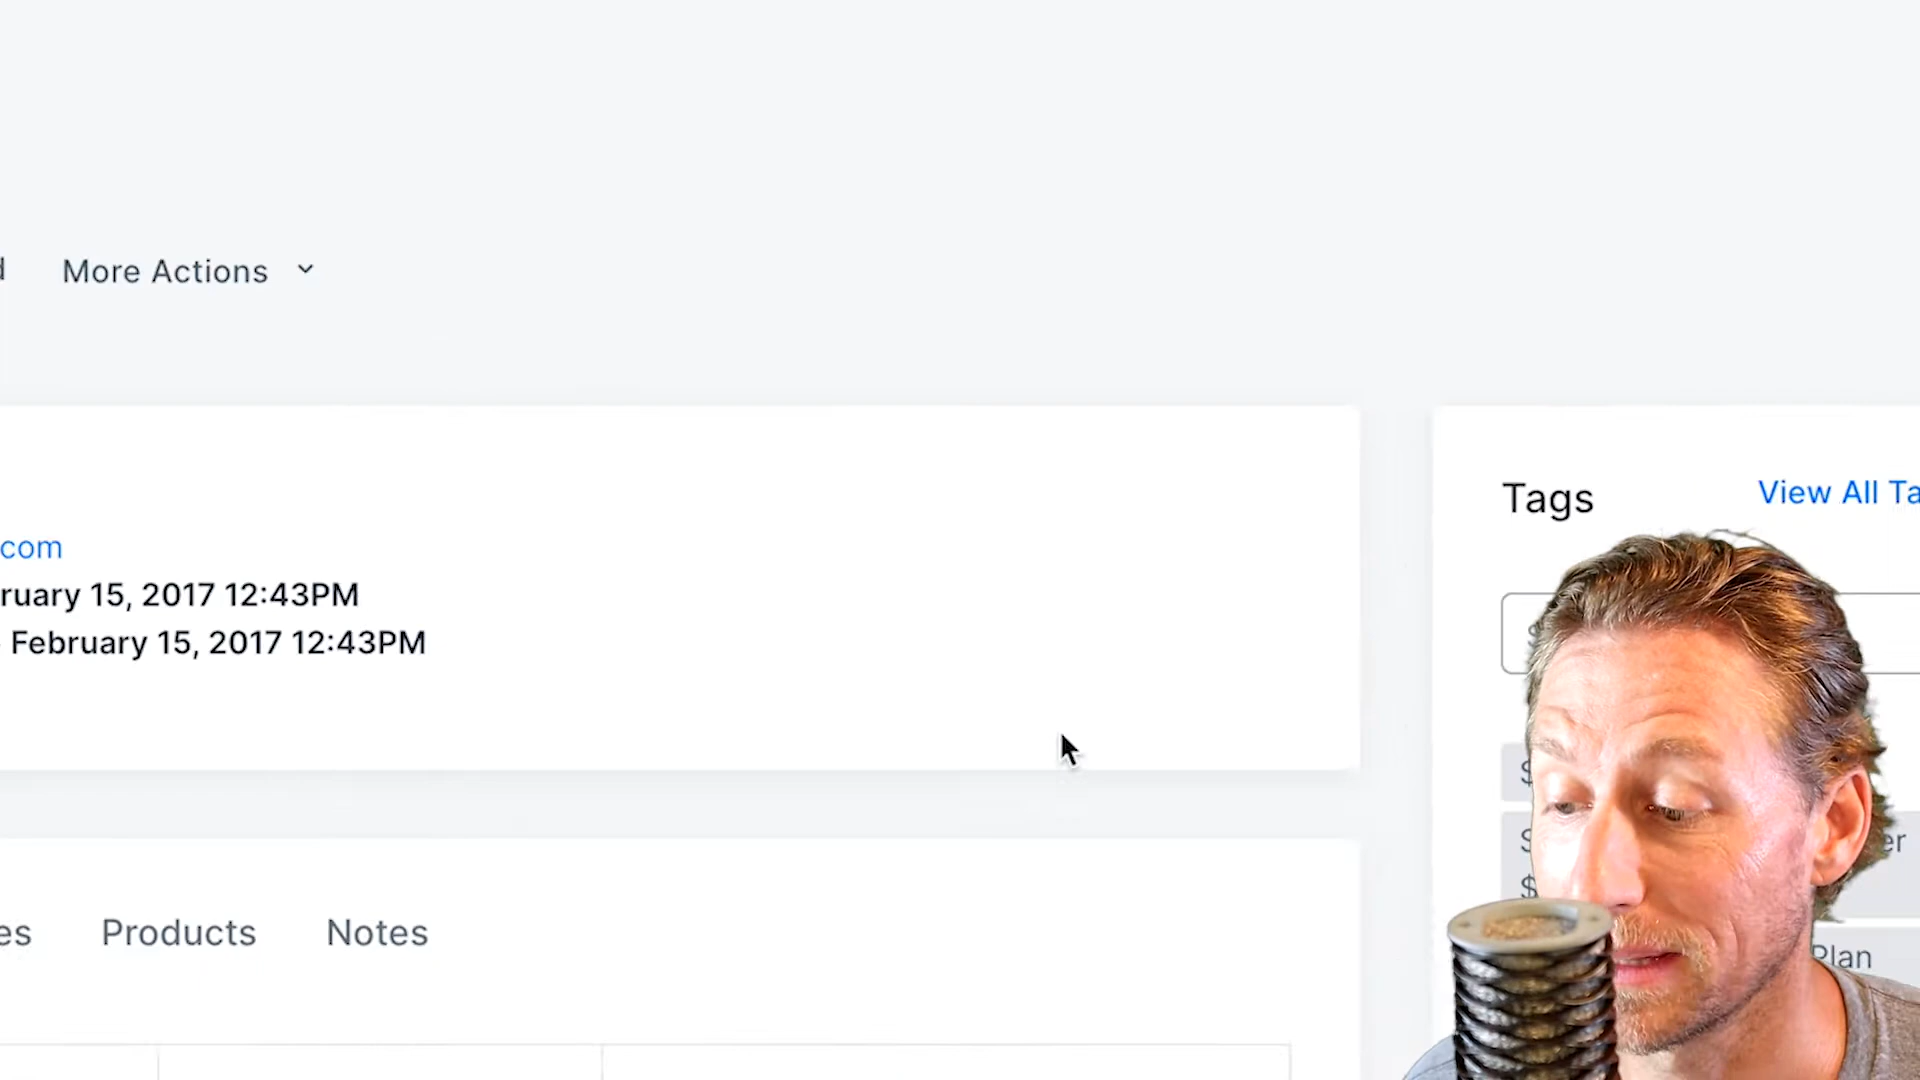 More Actions
Tags
View All
com
ruary 15, 2017 12:43PM
February 15, 2017 12:43PM
es
Products
Notes
er
Plan
$
$